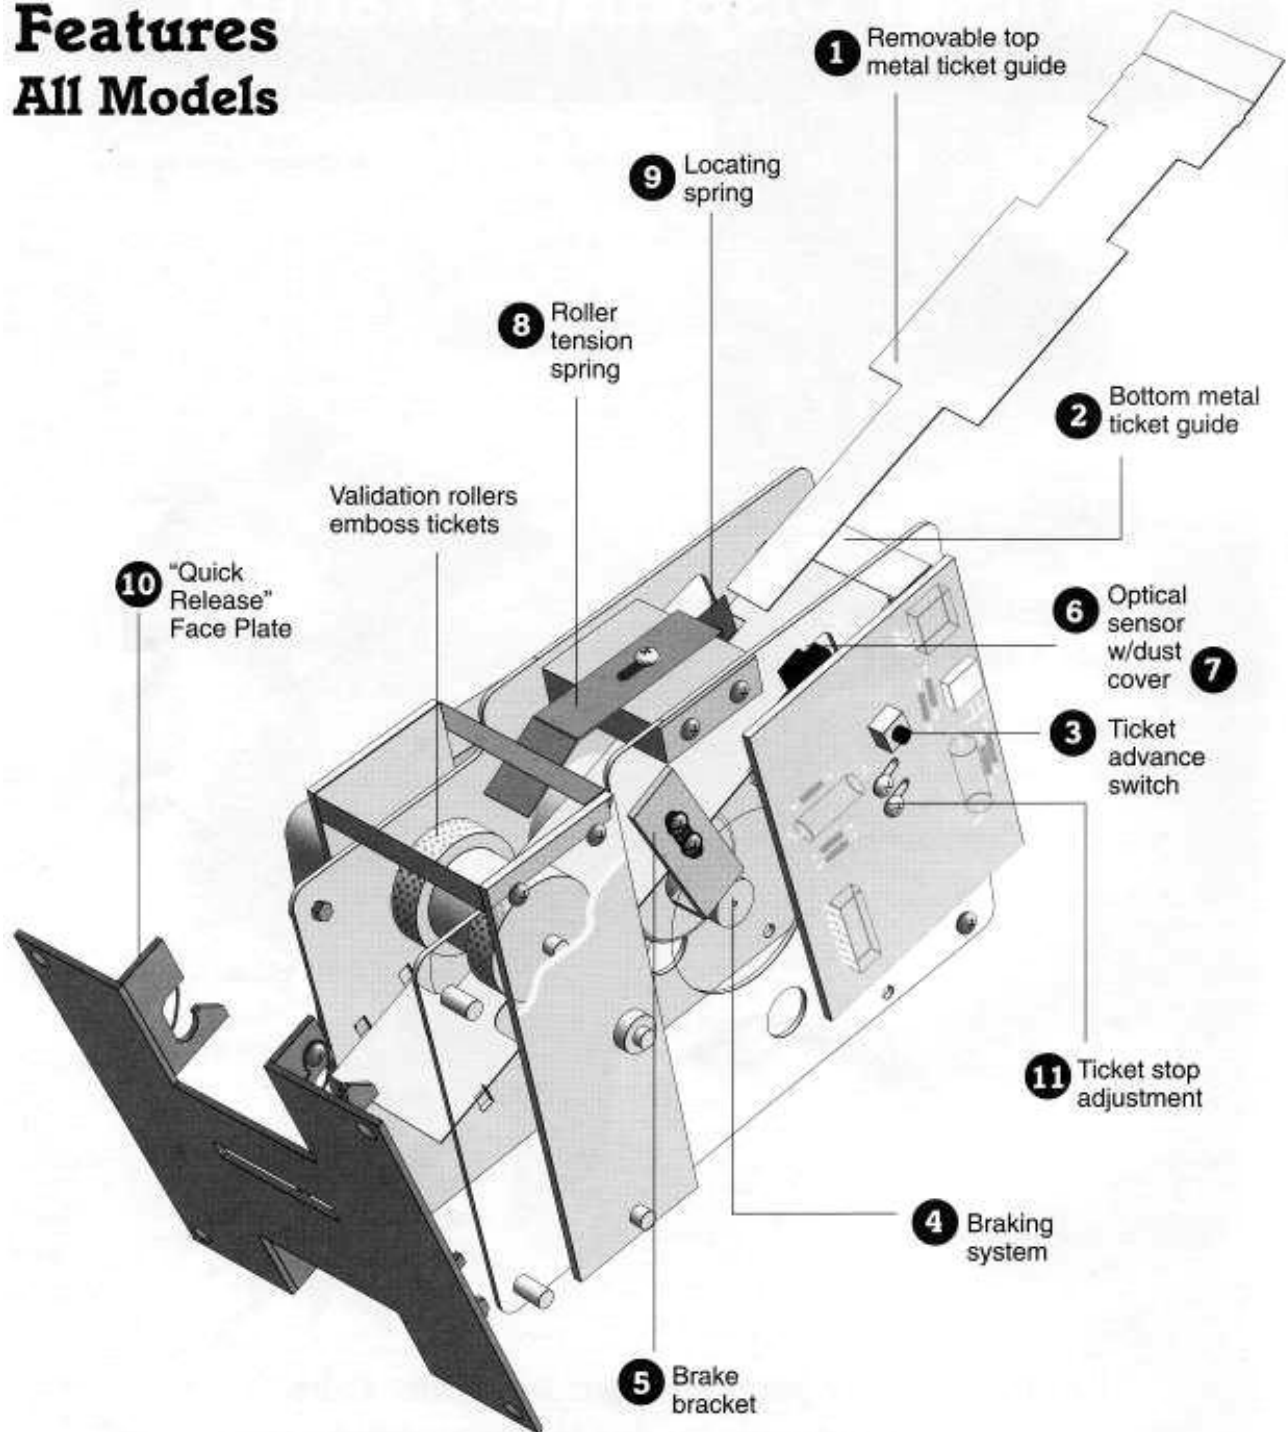 Features
All Models
1 Removable top
metal ticket guide
9 Locating
spring
8 Roller
tension
spring
2 Bottom metal
ticket guide
Validation rollers
emboss tickets
10 "Quick
Release"
Face Plate
6 Optical
sensor
w/dust
cover 7
3 Ticket
advance
switch
11 Ticket stop
adjustment
4 Braking
system
5 Brake
bracket